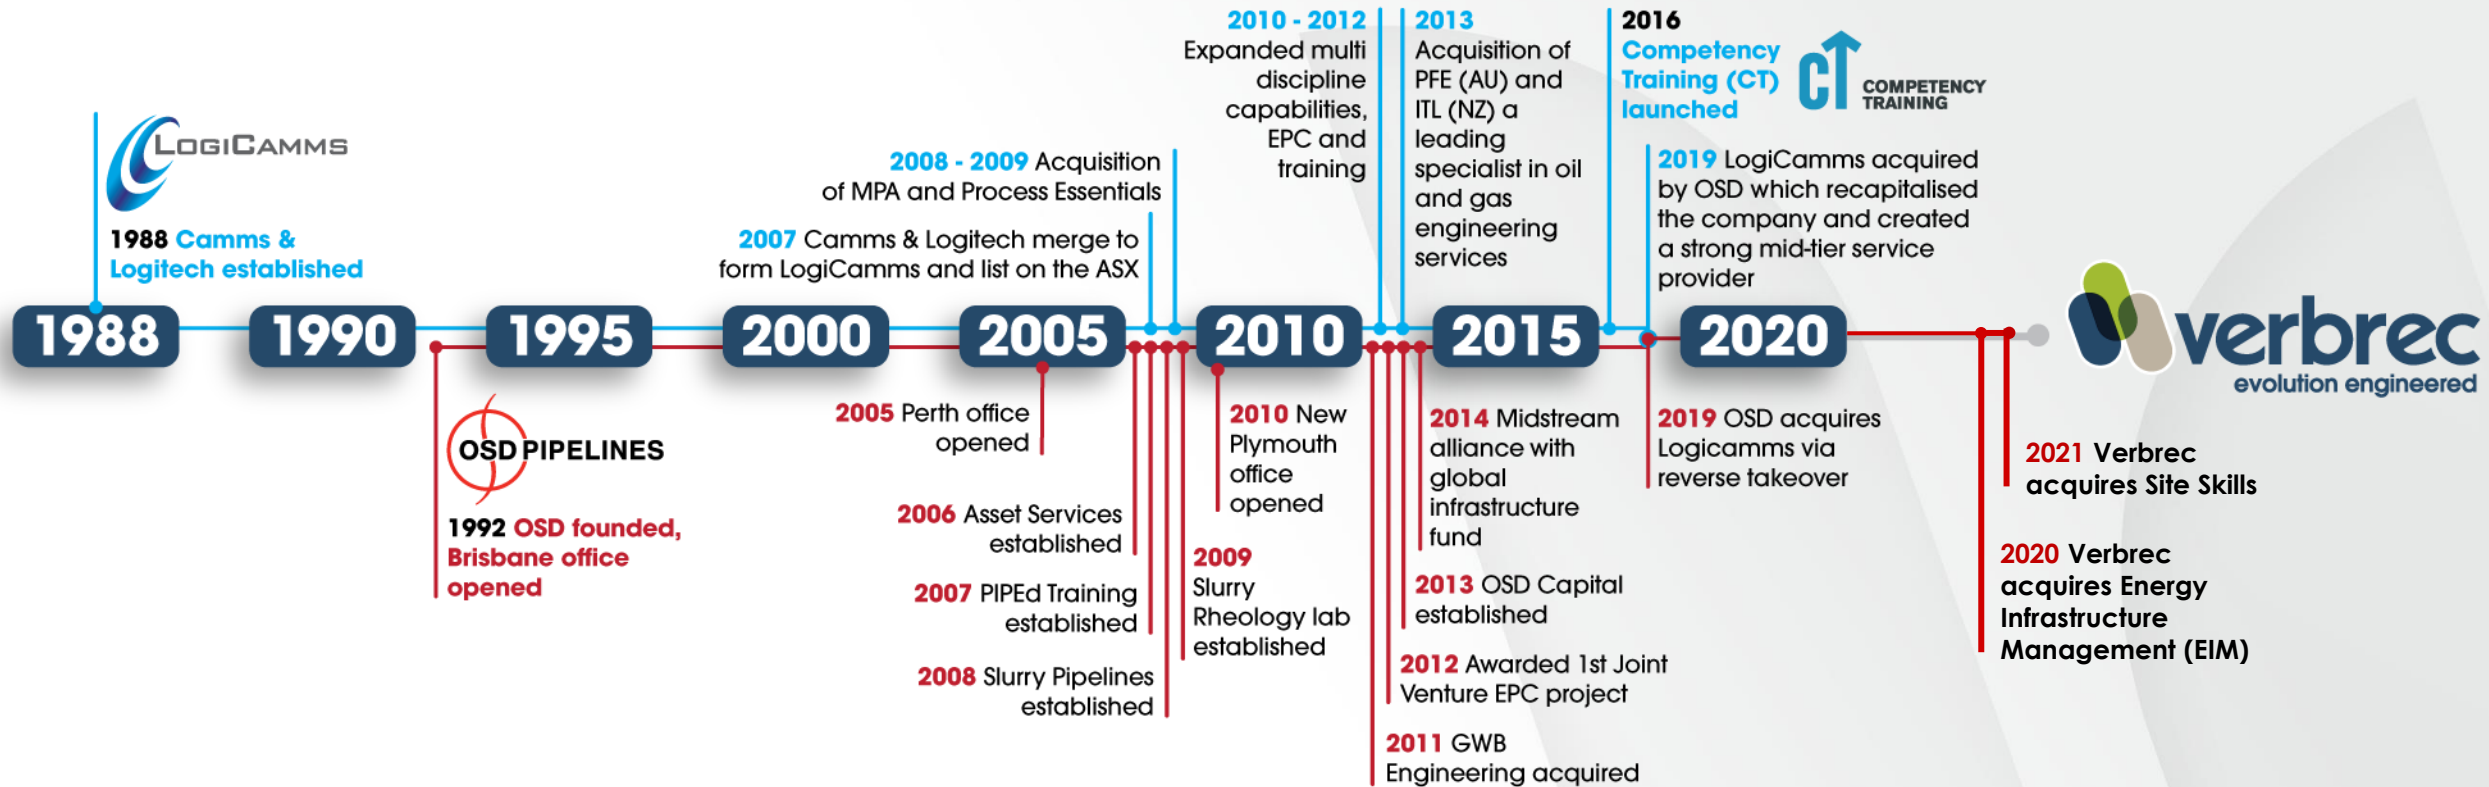 2010 - 2012
Expanded multi
discipline
capabilities,
EPC and
training
2013
Acquisition of
PFE (AU) and
ITL (NZ) a
leading
specialist in oil
and gas
engineering
services
2016
Competency
Training (CT)
launched
CT COMPETENCY
TRAINING
LOGICAMMS
1988 Camms &
Logitech established
2008 - 2009 Acquisition
of MPA and Process Essentials
2007 Camms & Logitech merge to
form LogiCamms and list on the ASX
2019 LogiCamms acquired
by OSD which recapitalised
the company and created
a strong mid-tier service
provider
1988
1990
1995
2000
2005
2010
2015
2020
verbrec
evolution engineered
OSD PIPELINES
1992 OSD founded,
Brisbane office
opened
2005 Perth office
opened
2006 Asset Services
established
2007 PIPEd Training
established
2008 Slurry Pipelines
established
2009
Slurry
Rheology lab
established
2010 New
Plymouth
office
opened
2014 Midstream
alliance with
global
infrastructure
fund
2013 OSD Capital
established
2012 Awarded 1st Joint
Venture EPC project
2011 GWB
Engineering acquired
2019 OSD acquires
Logicamms via
reverse takeover
2021 Verbrec
acquires Site Skills
2020 Verbrec
acquires Energy
Infrastructure
Management (EIM)